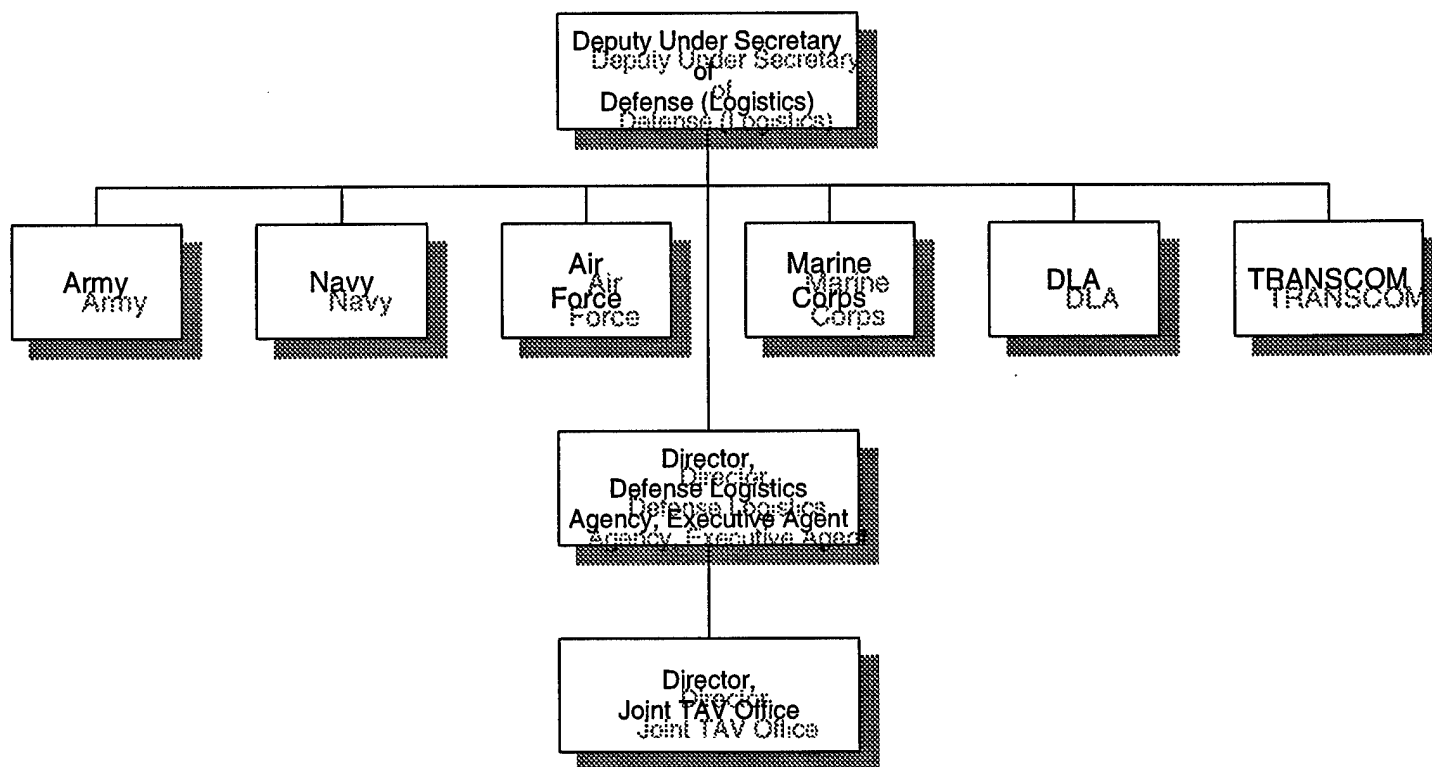 Deputy Under Secretary
of
Defense (Logistics)
Army
Navy
Air
Force
Marine
Corps
DLA
TRANSCOM
Director,
Defense Logistics
Agency, Executive Agent
Director,
Joint TAV Office